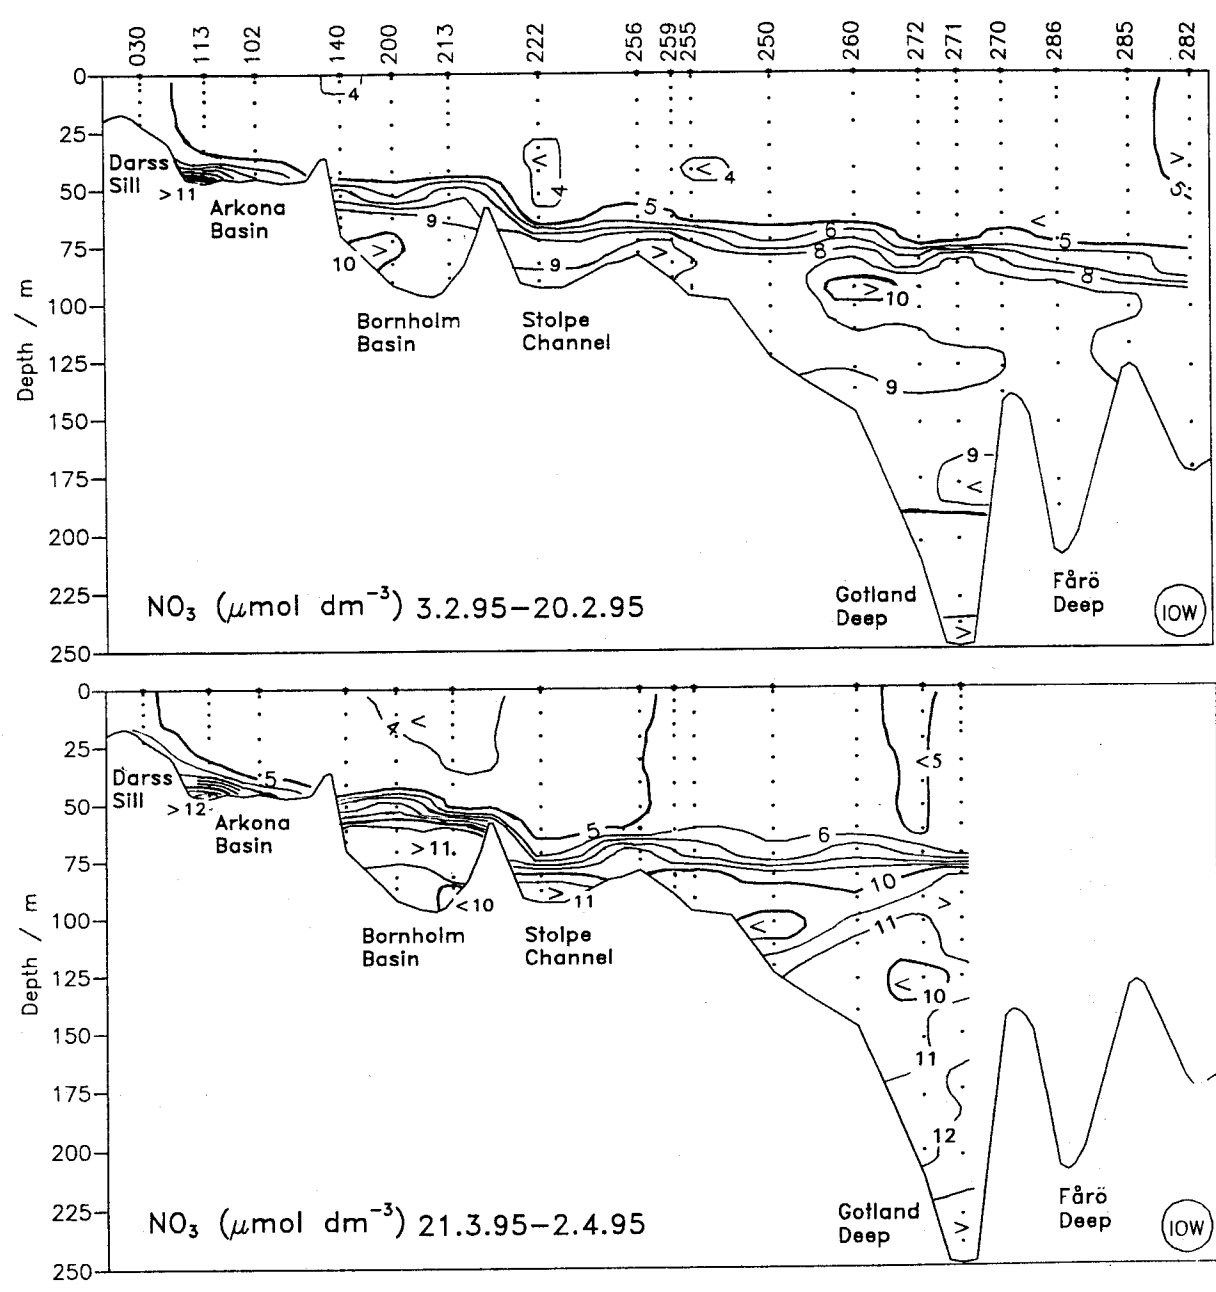 030 113 102 140 200 213 222 256 259 255 250 260 272 271 270 286 285 282
0
25
50
75
100
125
150
175
200
225
250
Depth / m
4
<
4
<
4
>
5
Darss
Sill
>11
Arkona
Basin
5
<
5
6
9
8
8
10
>
9
>
>
10
Bornholm
Basin
Stolpe
Channel
9
9
<
Gotland
Deep
>
Fårö
Deep
NO₃ (μmol dm⁻³) 3.2.95–20.2.95
IOW
0
25
50
75
100
125
150
175
200
225
250
Depth / m
4 <
<5
Darss
Sill
5
>12
Arkona
Basin
5
6
>11
<10
> 11
10
>
<
11
Bornholm
Basin
Stolpe
Channel
<
10
11
12
Gotland
Deep
>
Fårö
Deep
NO₃ (μmol dm⁻³) 21.3.95–2.4.95
IOW